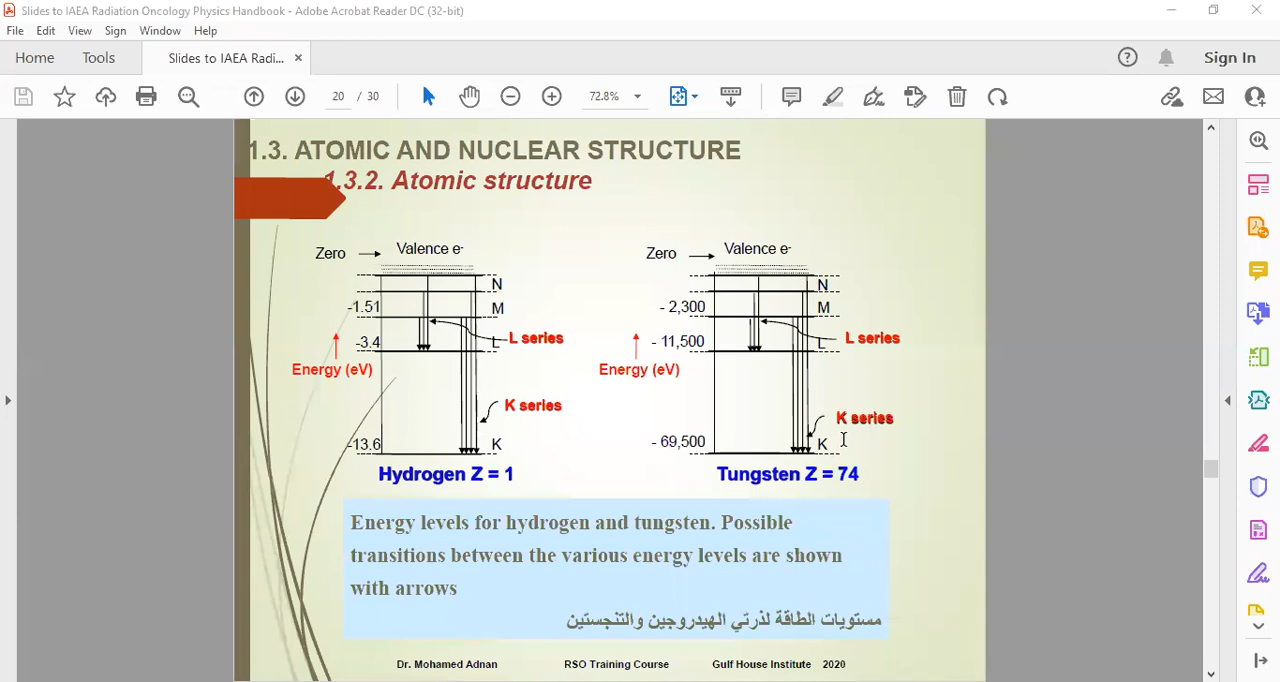 Slides to IAEA Radiation Oncology Physics Handbook - Adobe Acrobat Reader DC (32-bit)
File Edit View Sign Window Help
Home Tools Slides to IAEA Radi... × Sign In
20 / 30 72.8%
1.3. ATOMIC AND NUCLEAR STRUCTURE
1.3.2. Atomic structure
Zero Valence e-
N
-1.51 M
L series
-3.4 L
Energy (eV)
K series
-13.6 K
Hydrogen Z = 1
Zero Valence e-
N
- 2,300 M
L series
- 11,500 L
Energy (eV)
K series
- 69,500 K
Tungsten Z = 74
Energy levels for hydrogen and tungsten. Possible
transitions between the various energy levels are shown
with arrows
مستويات الطاقة لذرتي الهيدروجين والتنجستين
Dr. Mohamed Adnan RSO Training Course Gulf House Institute 2020